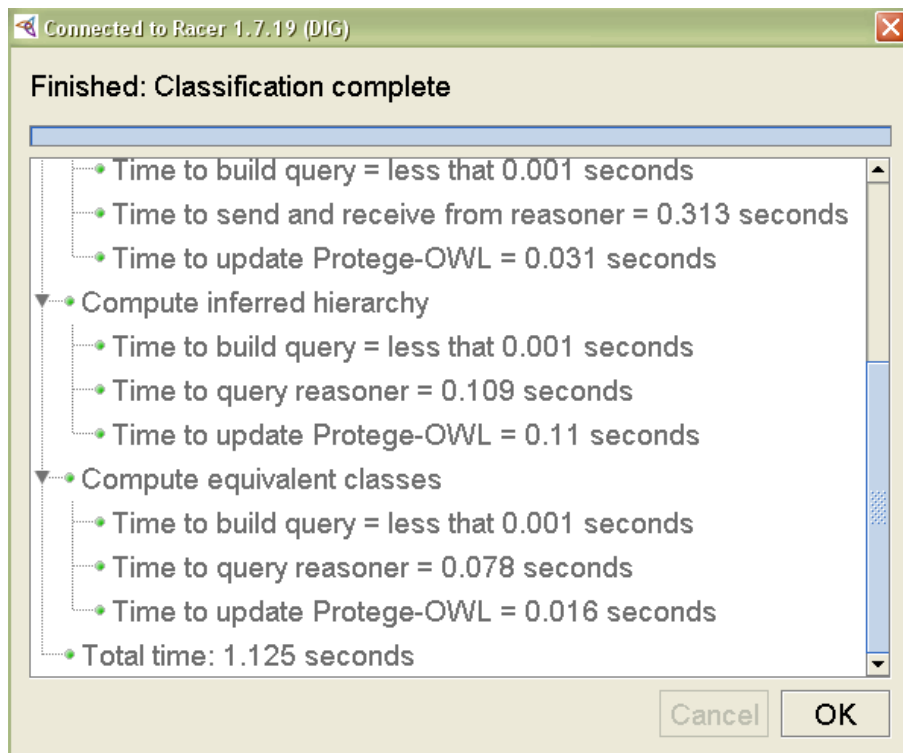 Connected to Racer 1.7.19 (DIG)
Finished: Classification complete
Time to build query = less that 0.001 seconds
Time to send and receive from reasoner = 0.313 seconds
Time to update Protege-OWL = 0.031 seconds
Compute inferred hierarchy
Time to build query = less that 0.001 seconds
Time to query reasoner = 0.109 seconds
Time to update Protege-OWL = 0.11 seconds
Compute equivalent classes
Time to build query = less that 0.001 seconds
Time to query reasoner = 0.078 seconds
Time to update Protege-OWL = 0.016 seconds
Total time: 1.125 seconds
Cancel OK